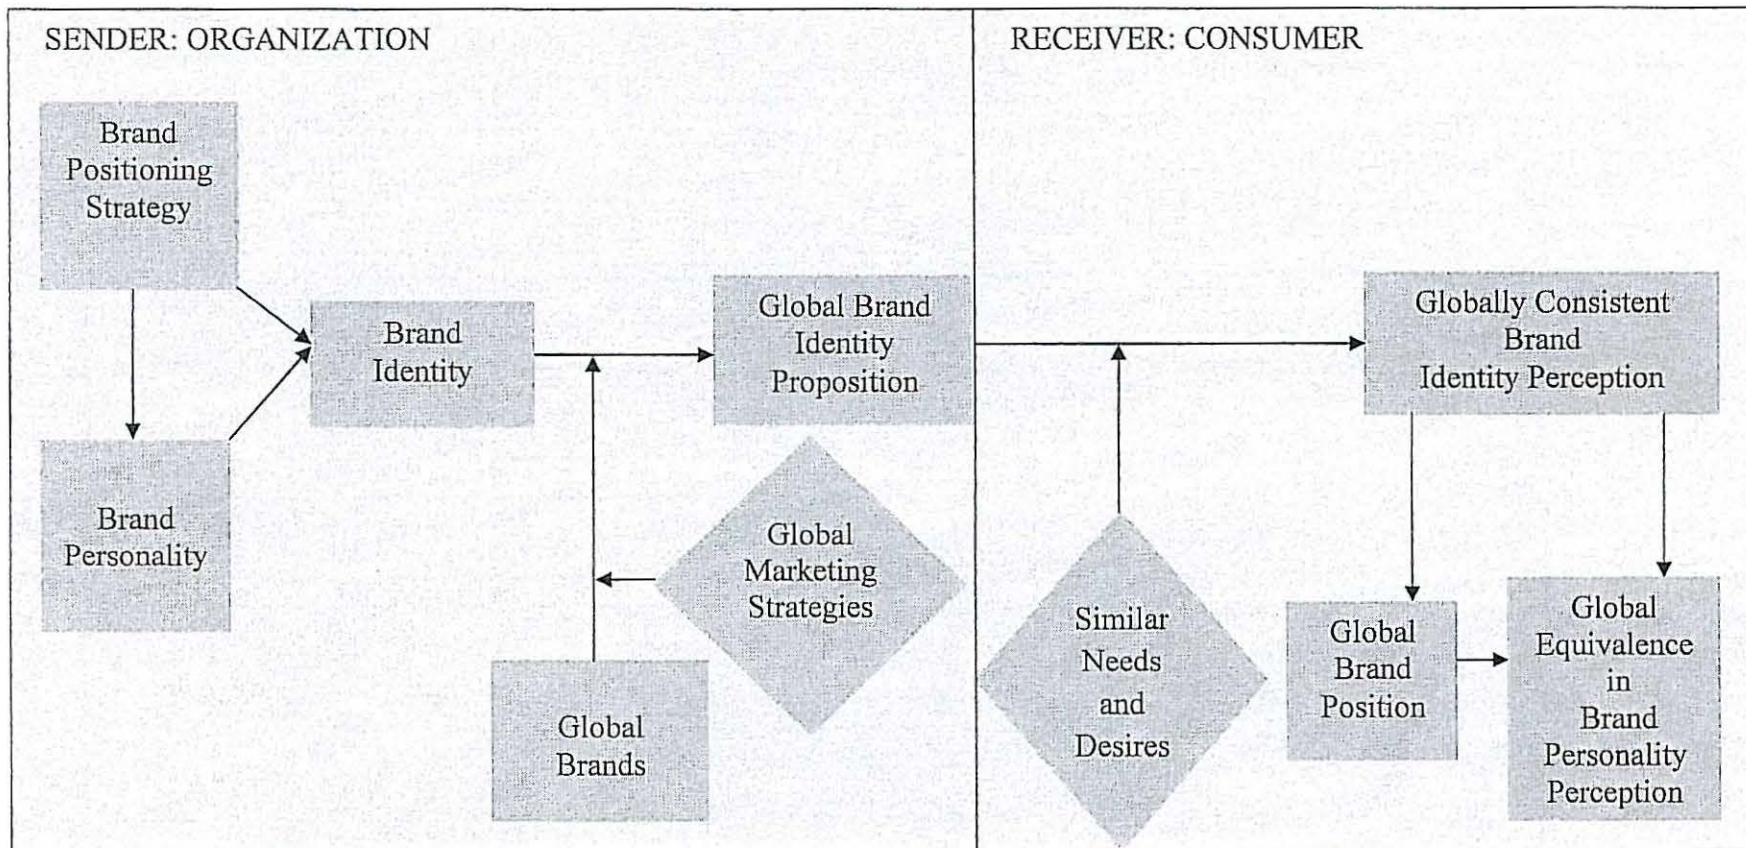 SENDER: ORGANIZATION
Brand
Positioning
Strategy
Brand
Personality
Brand
Identity
Global Brand
Identity
Proposition
Global
Marketing
Strategies
Global
Brands
RECEIVER: CONSUMER
Globally Consistent
Brand
Identity Perception
Similar
Needs
and
Desires
Global
Brand
Position
Global
Equivalence
in
Brand
Personality
Perception